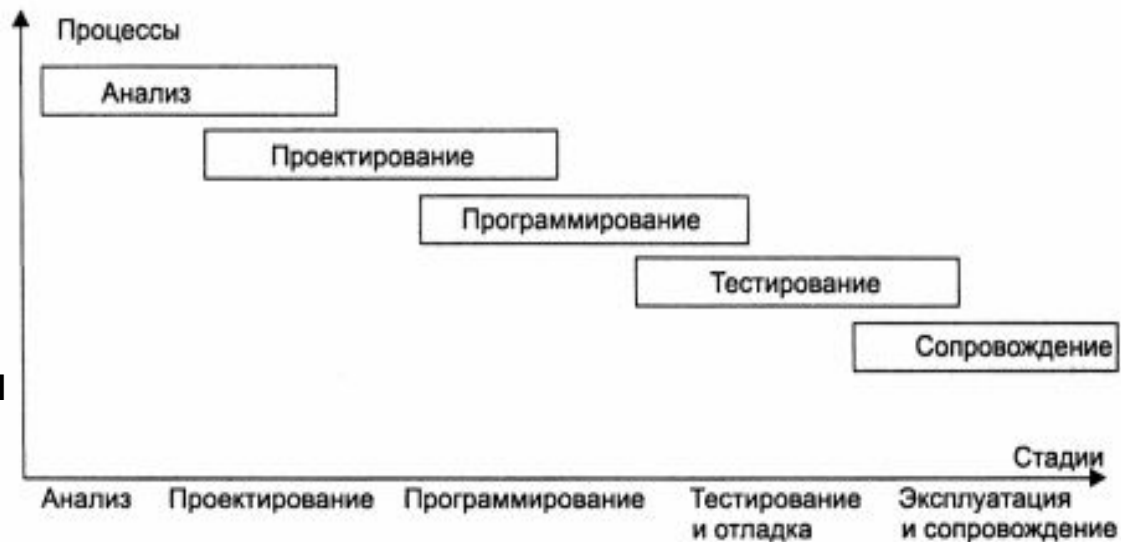 Процессы
Анализ
Проектирование
Программирование
Тестирование
Сопровождение
Стадии
Анализ Проектирование Программирование Тестирование Эксплуатация
и отладка и сопровождение